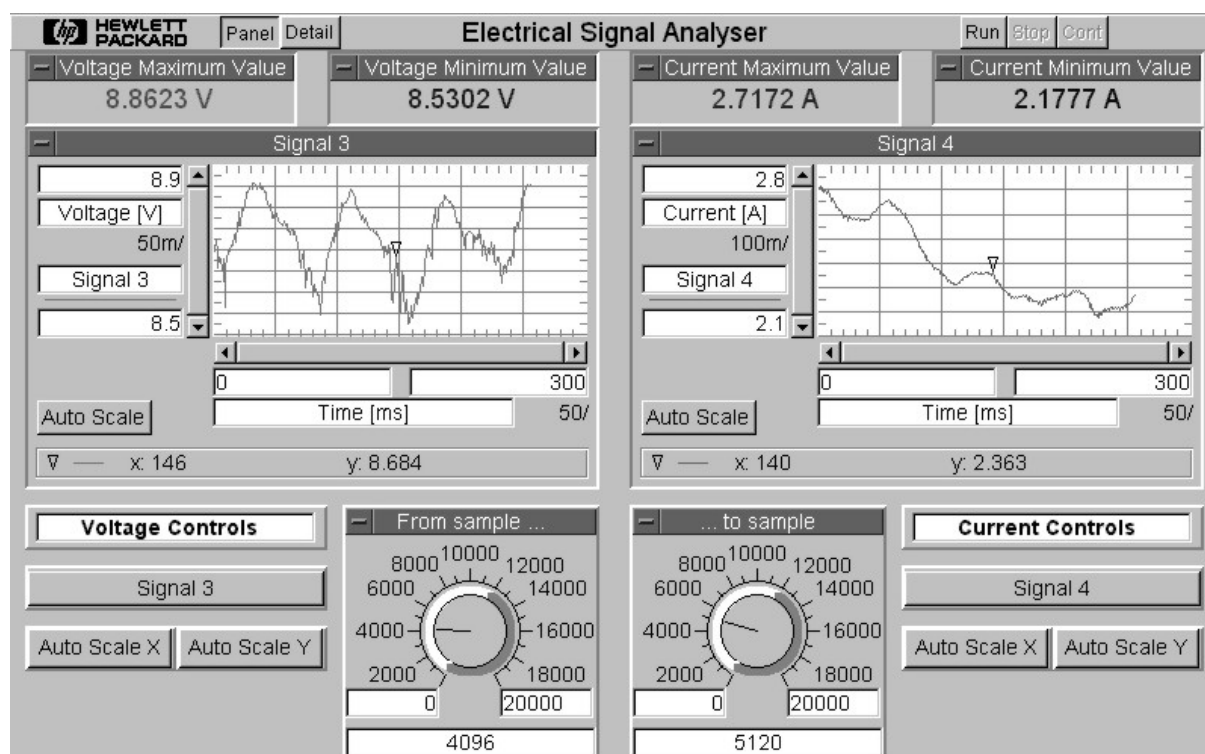 hp HEWLETT PACKARD Panel Detail Electrical Signal Analyser Run Stop Cont
Voltage Maximum Value
8.8623 V
Voltage Minimum Value
8.5302 V
Current Maximum Value
2.7172 A
Current Minimum Value
2.1777 A
Signal 3
8.9
Voltage [V]
50m/
Signal 3
8.5
0 300
Time [ms] 50/
Auto Scale
x: 146 y: 8.684
Signal 4
2.8
Current [A]
100m/
Signal 4
2.1
0 300
Time [ms] 50/
Auto Scale
x: 140 y: 2.363
Voltage Controls
Signal 3
Auto Scale X Auto Scale Y
From sample ...
10000
8000 12000
6000 14000
4000 16000
2000 18000
0 20000
4096
... to sample
10000
8000 12000
6000 14000
4000 16000
2000 18000
0 20000
5120
Current Controls
Signal 4
Auto Scale X Auto Scale Y